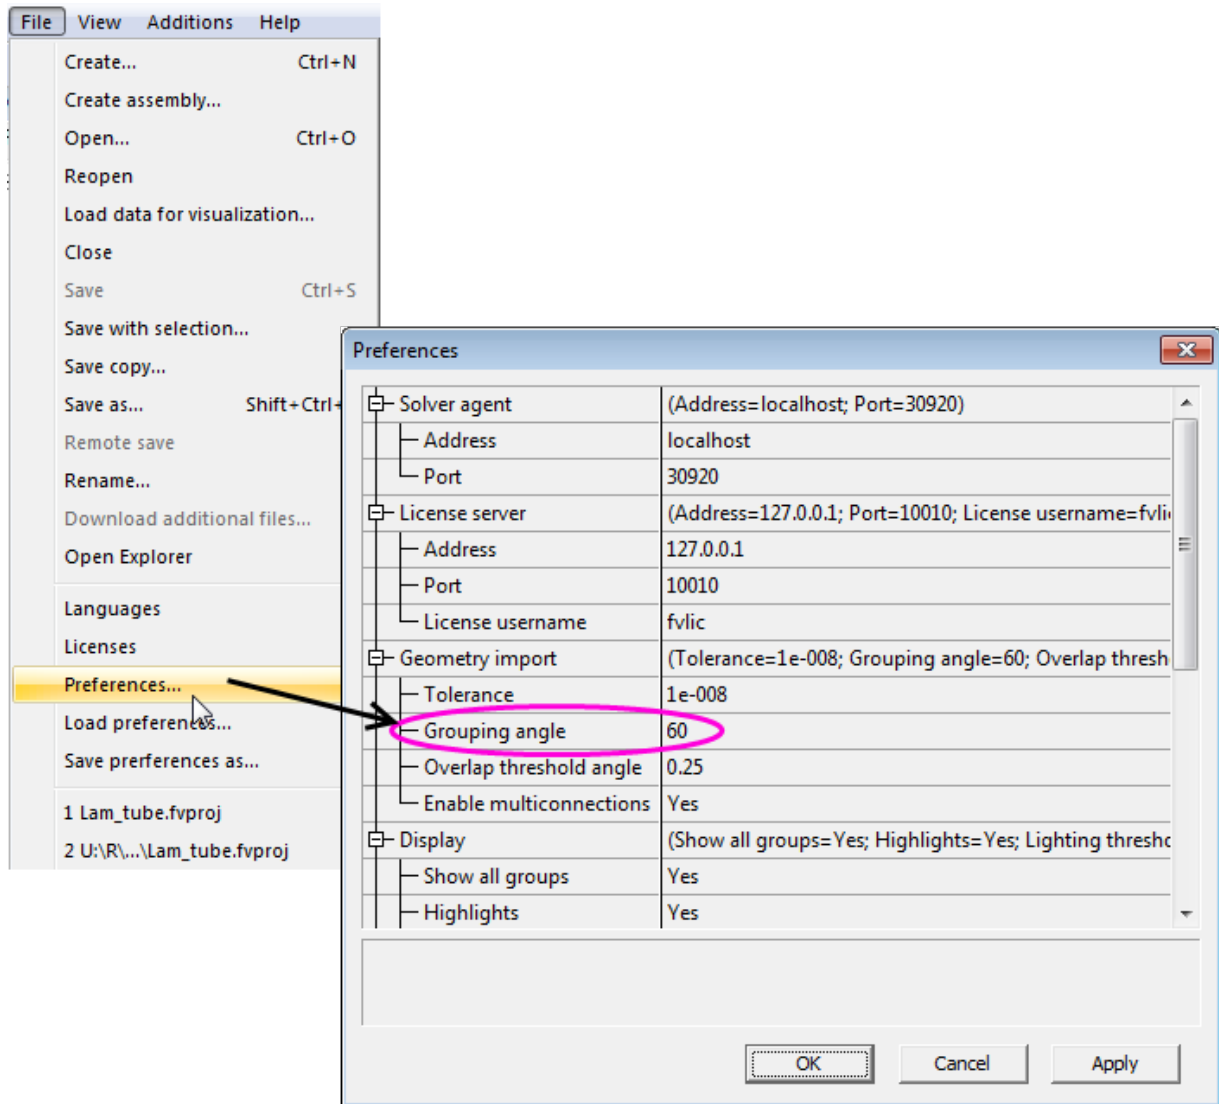 File View Additions Help
Create... Ctrl+N
Create assembly...
Open... Ctrl+O
Reopen
Load data for visualization...
Close
Save Ctrl+S
Save with selection...
Save copy...
Save as... Shift+Ctrl+
Remote save
Rename...
Download additional files...
Open Explorer
Languages
Licenses
Preferences...
Load preferences...
Save prerferences as...
1 Lam_tube.fvproj
2 U:\R\...\Lam_tube.fvproj
Preferences
Solver agent (Address=localhost; Port=30920)
Address localhost
Port 30920
License server (Address=127.0.0.1; Port=10010; License username=fvli
Address 127.0.0.1
Port 10010
License username fvlic
Geometry import (Tolerance=1e-008; Grouping angle=60; Overlap thresh
Tolerance 1e-008
Grouping angle 60
Overlap threshold angle 0.25
Enable multiconnections Yes
Display (Show all groups=Yes; Highlights=Yes; Lighting thresho
Show all groups Yes
Highlights Yes
OK Cancel Apply